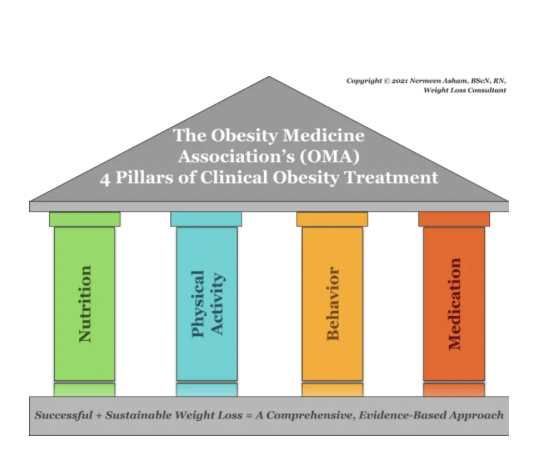 Copyright © 2021 Nermeen Asham, BScN, RN,
Weight Loss Consultant
The Obesity Medicine
Association's (OMA)
4 Pillars of Clinical Obesity Treatment
Nutrition
Physical
Activity
Behavior
Medication
Successful + Sustainable Weight Loss = A Comprehensive, Evidence-Based Approach